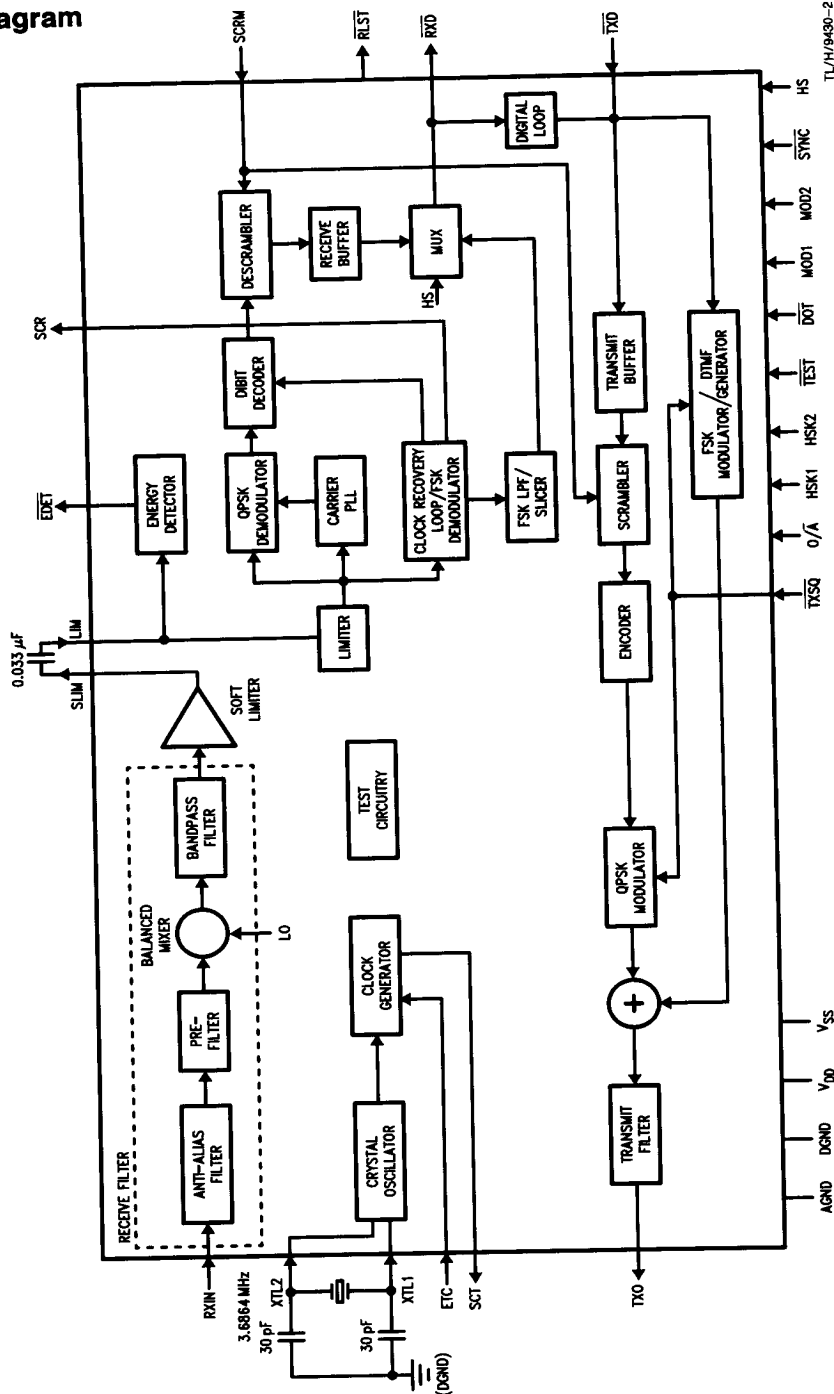 agram
SCRM
RLST
RXD
TXD
TL/H/9430–2
SCR
EDET
0.033 µF
SLIM
LIM
RECEIVE FILTER
ANTI-ALIAS
FILTER
PRE-
FILTER
BALANCED
MIXER
LO
BANDPASS
FILTER
SOFT
LIMITER
ENERGY
DETECTOR
LIMITER
QPSK
DEMODULATOR
CARRIER
PLL
CLOCK RECOVERY
LOOP/FSK
DEMODULATOR
FSK LPF/
SLICER
DIBIT
DECODER
DESCRAMBLER
RECEIVE
BUFFER
HS
MUX
DIGITAL
LOOP
RXIN
3.6864 MHz
30 pF
XTL2
30 pF
XTL1
(DGND)
ETC
SCT
CRYSTAL
OSCILLATOR
CLOCK
GENERATOR
TEST
CIRCUITRY
TXO
TRANSMIT
FILTER
+
QPSK
MODULATOR
ENCODER
SCRAMBLER
TRANSMIT
BUFFER
FSK DTMF
MODULATOR/GENERATOR
AGND
DGND
VDD
VSS
TXSQ
O/A
HSK1
HSK2
TEST
DOT
MOD1
MOD2
SYNC
HS